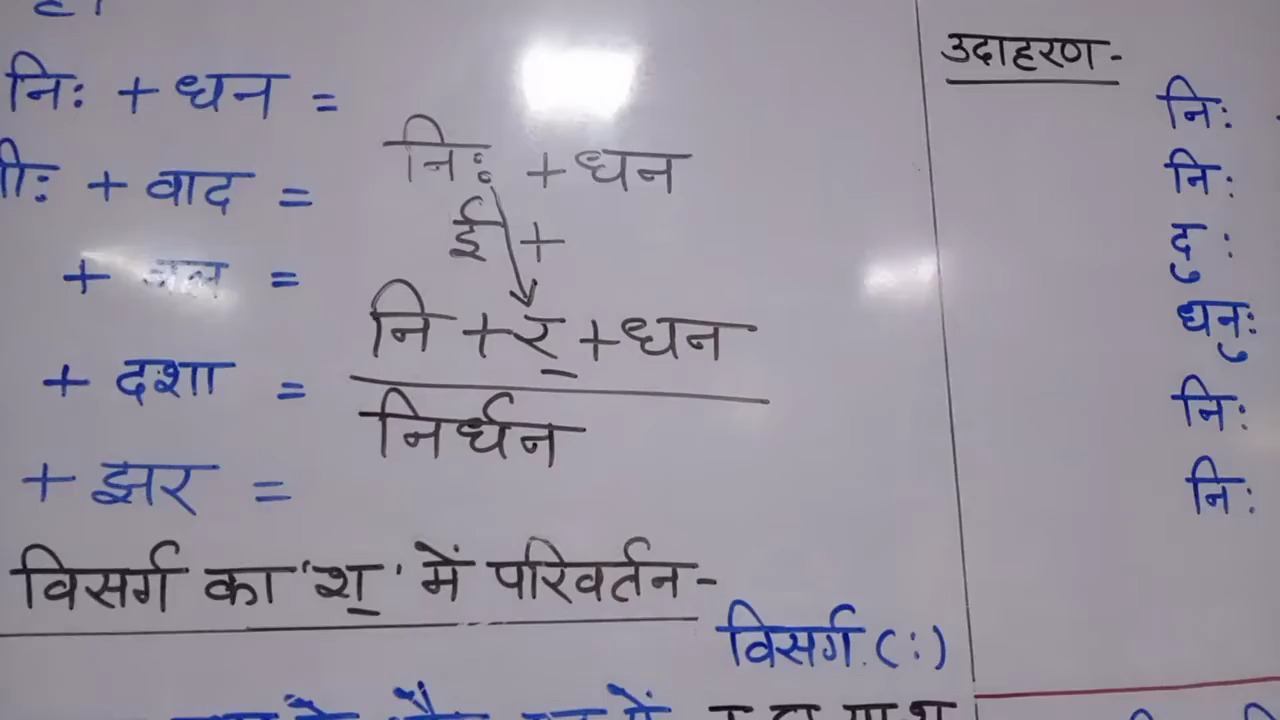 है।
निः + धन =
+ वाद =
+ =
+ दशा =
+ झर =
निः + धन
ई +
नि + र् + धन
निर्धन
विसर्ग का 'श्' में परिवर्तन-
विसर्ग (:)
उदाहरण-
निः
निः
दुः
धनुः
निः
निः